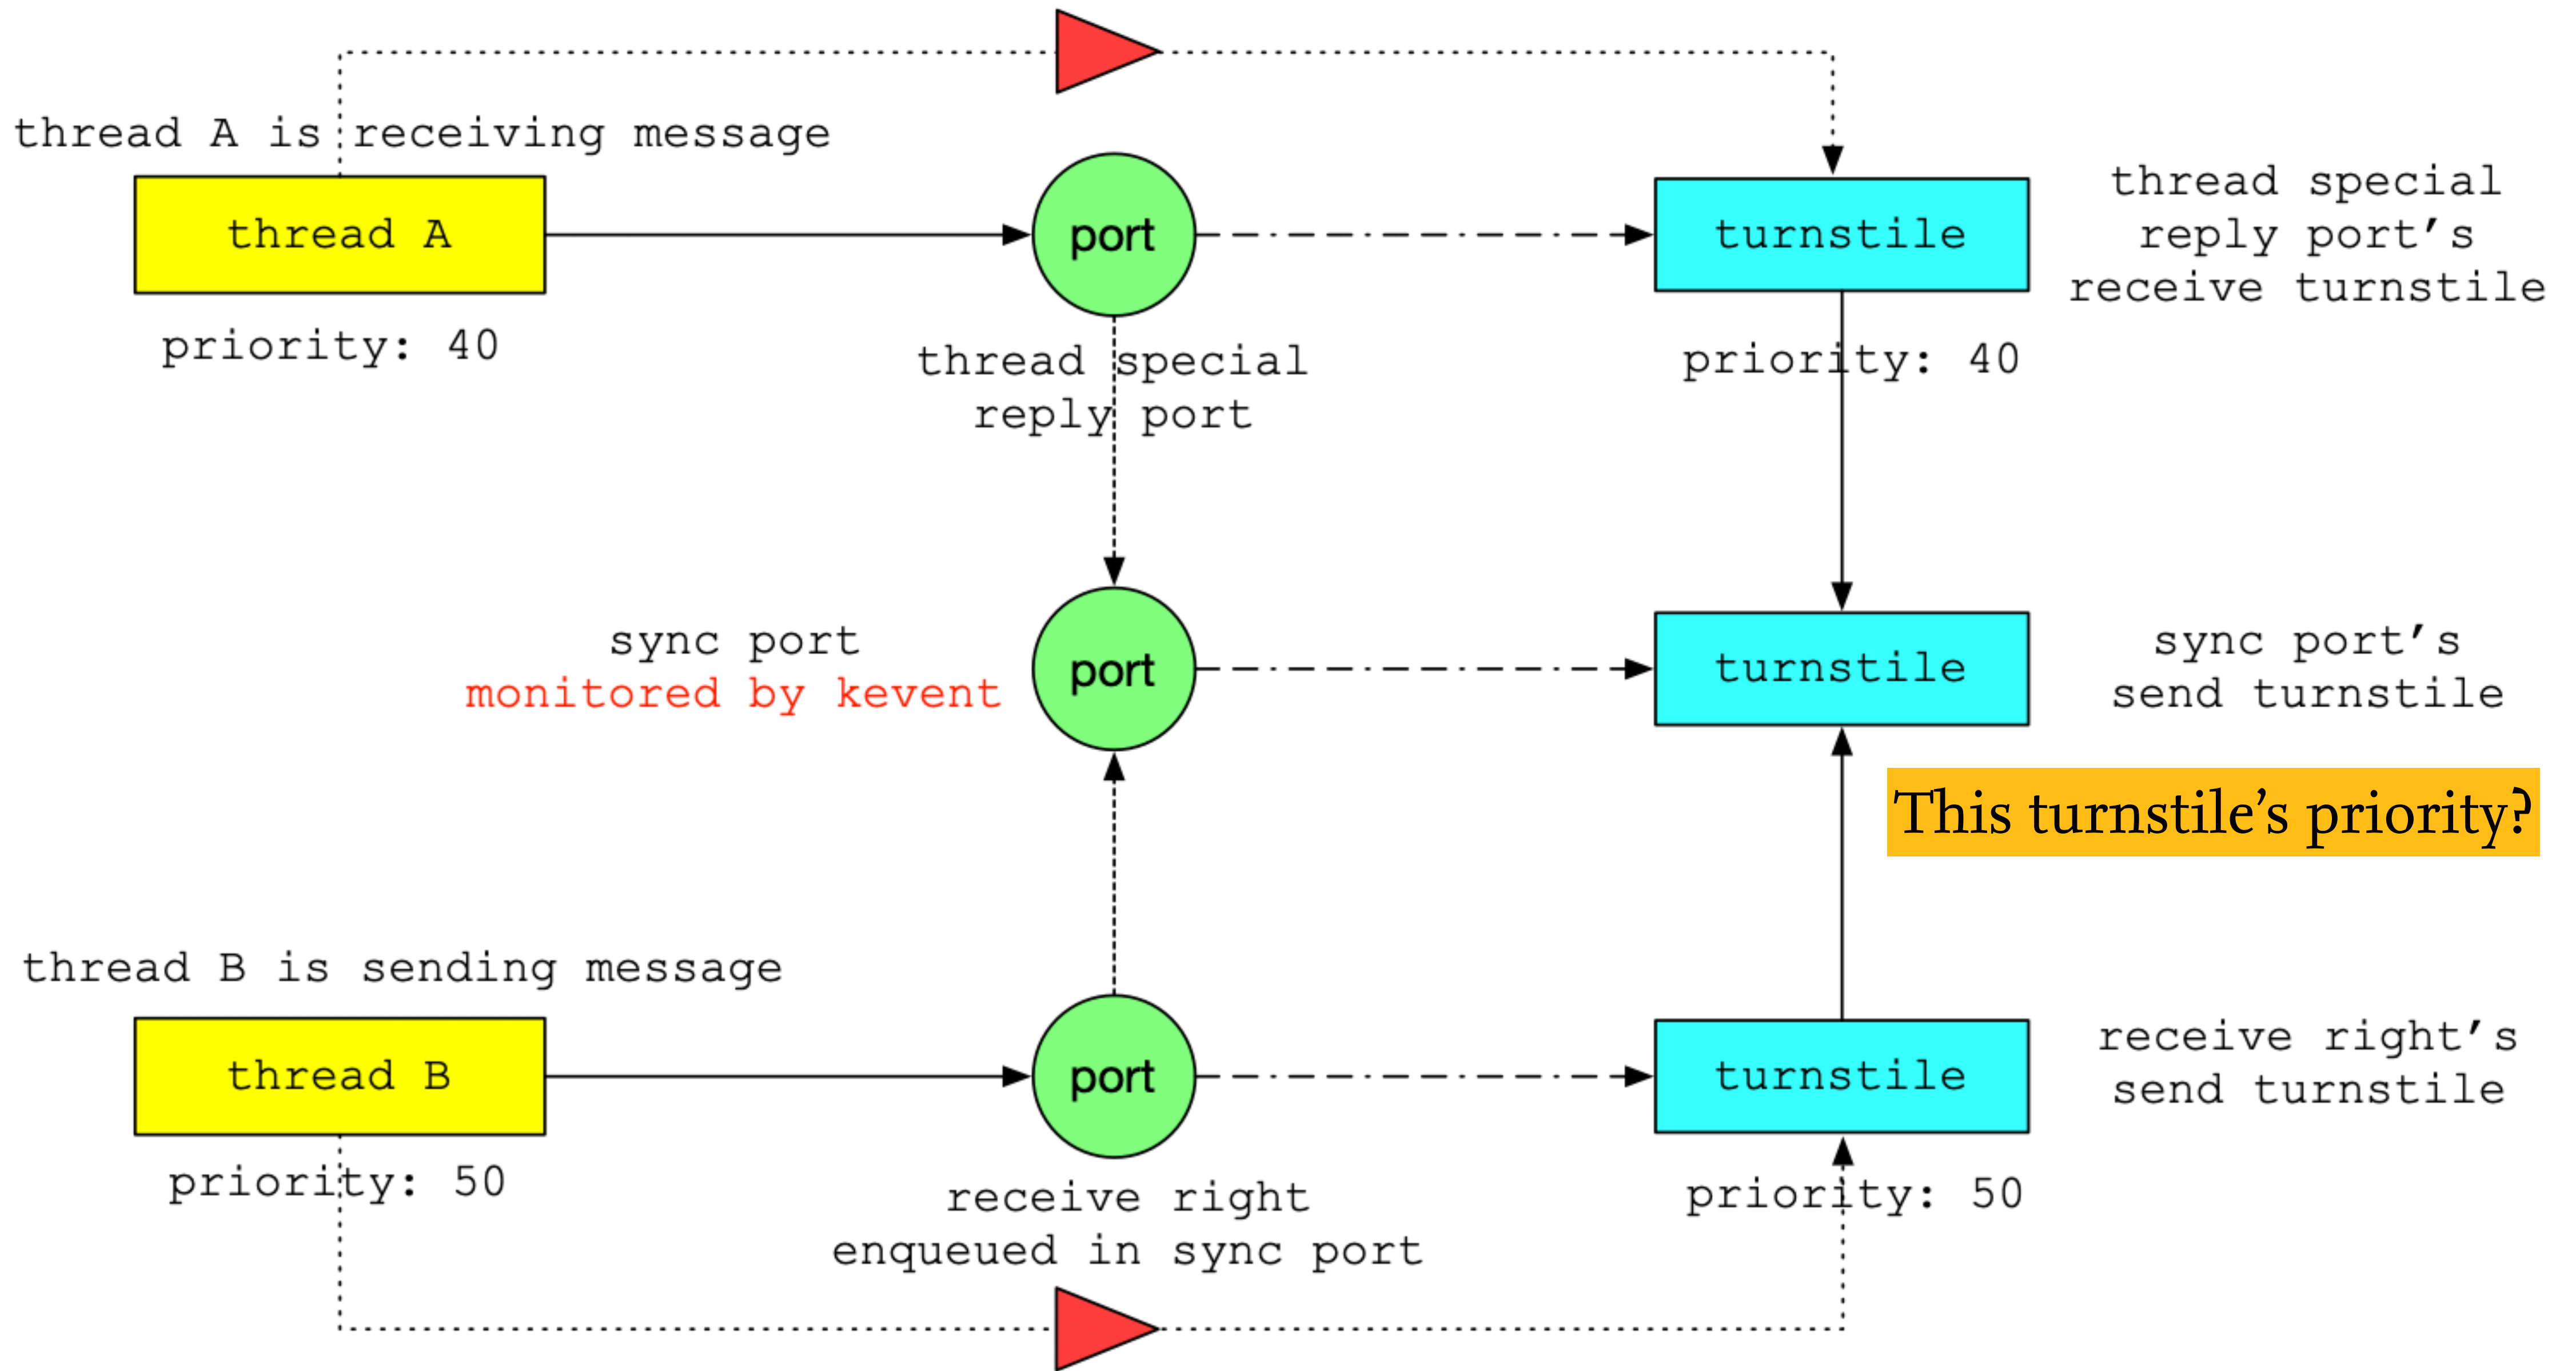 thread A is receiving message
thread A
priority: 40
port
thread special
reply port
turnstile
priority: 40
thread special
reply port’s
receive turnstile
sync port
monitored by kevent
port
turnstile
sync port’s
send turnstile
This turnstile’s priority?
thread B is sending message
thread B
priority: 50
port
receive right
enqueued in sync port
turnstile
priority: 50
receive right’s
send turnstile